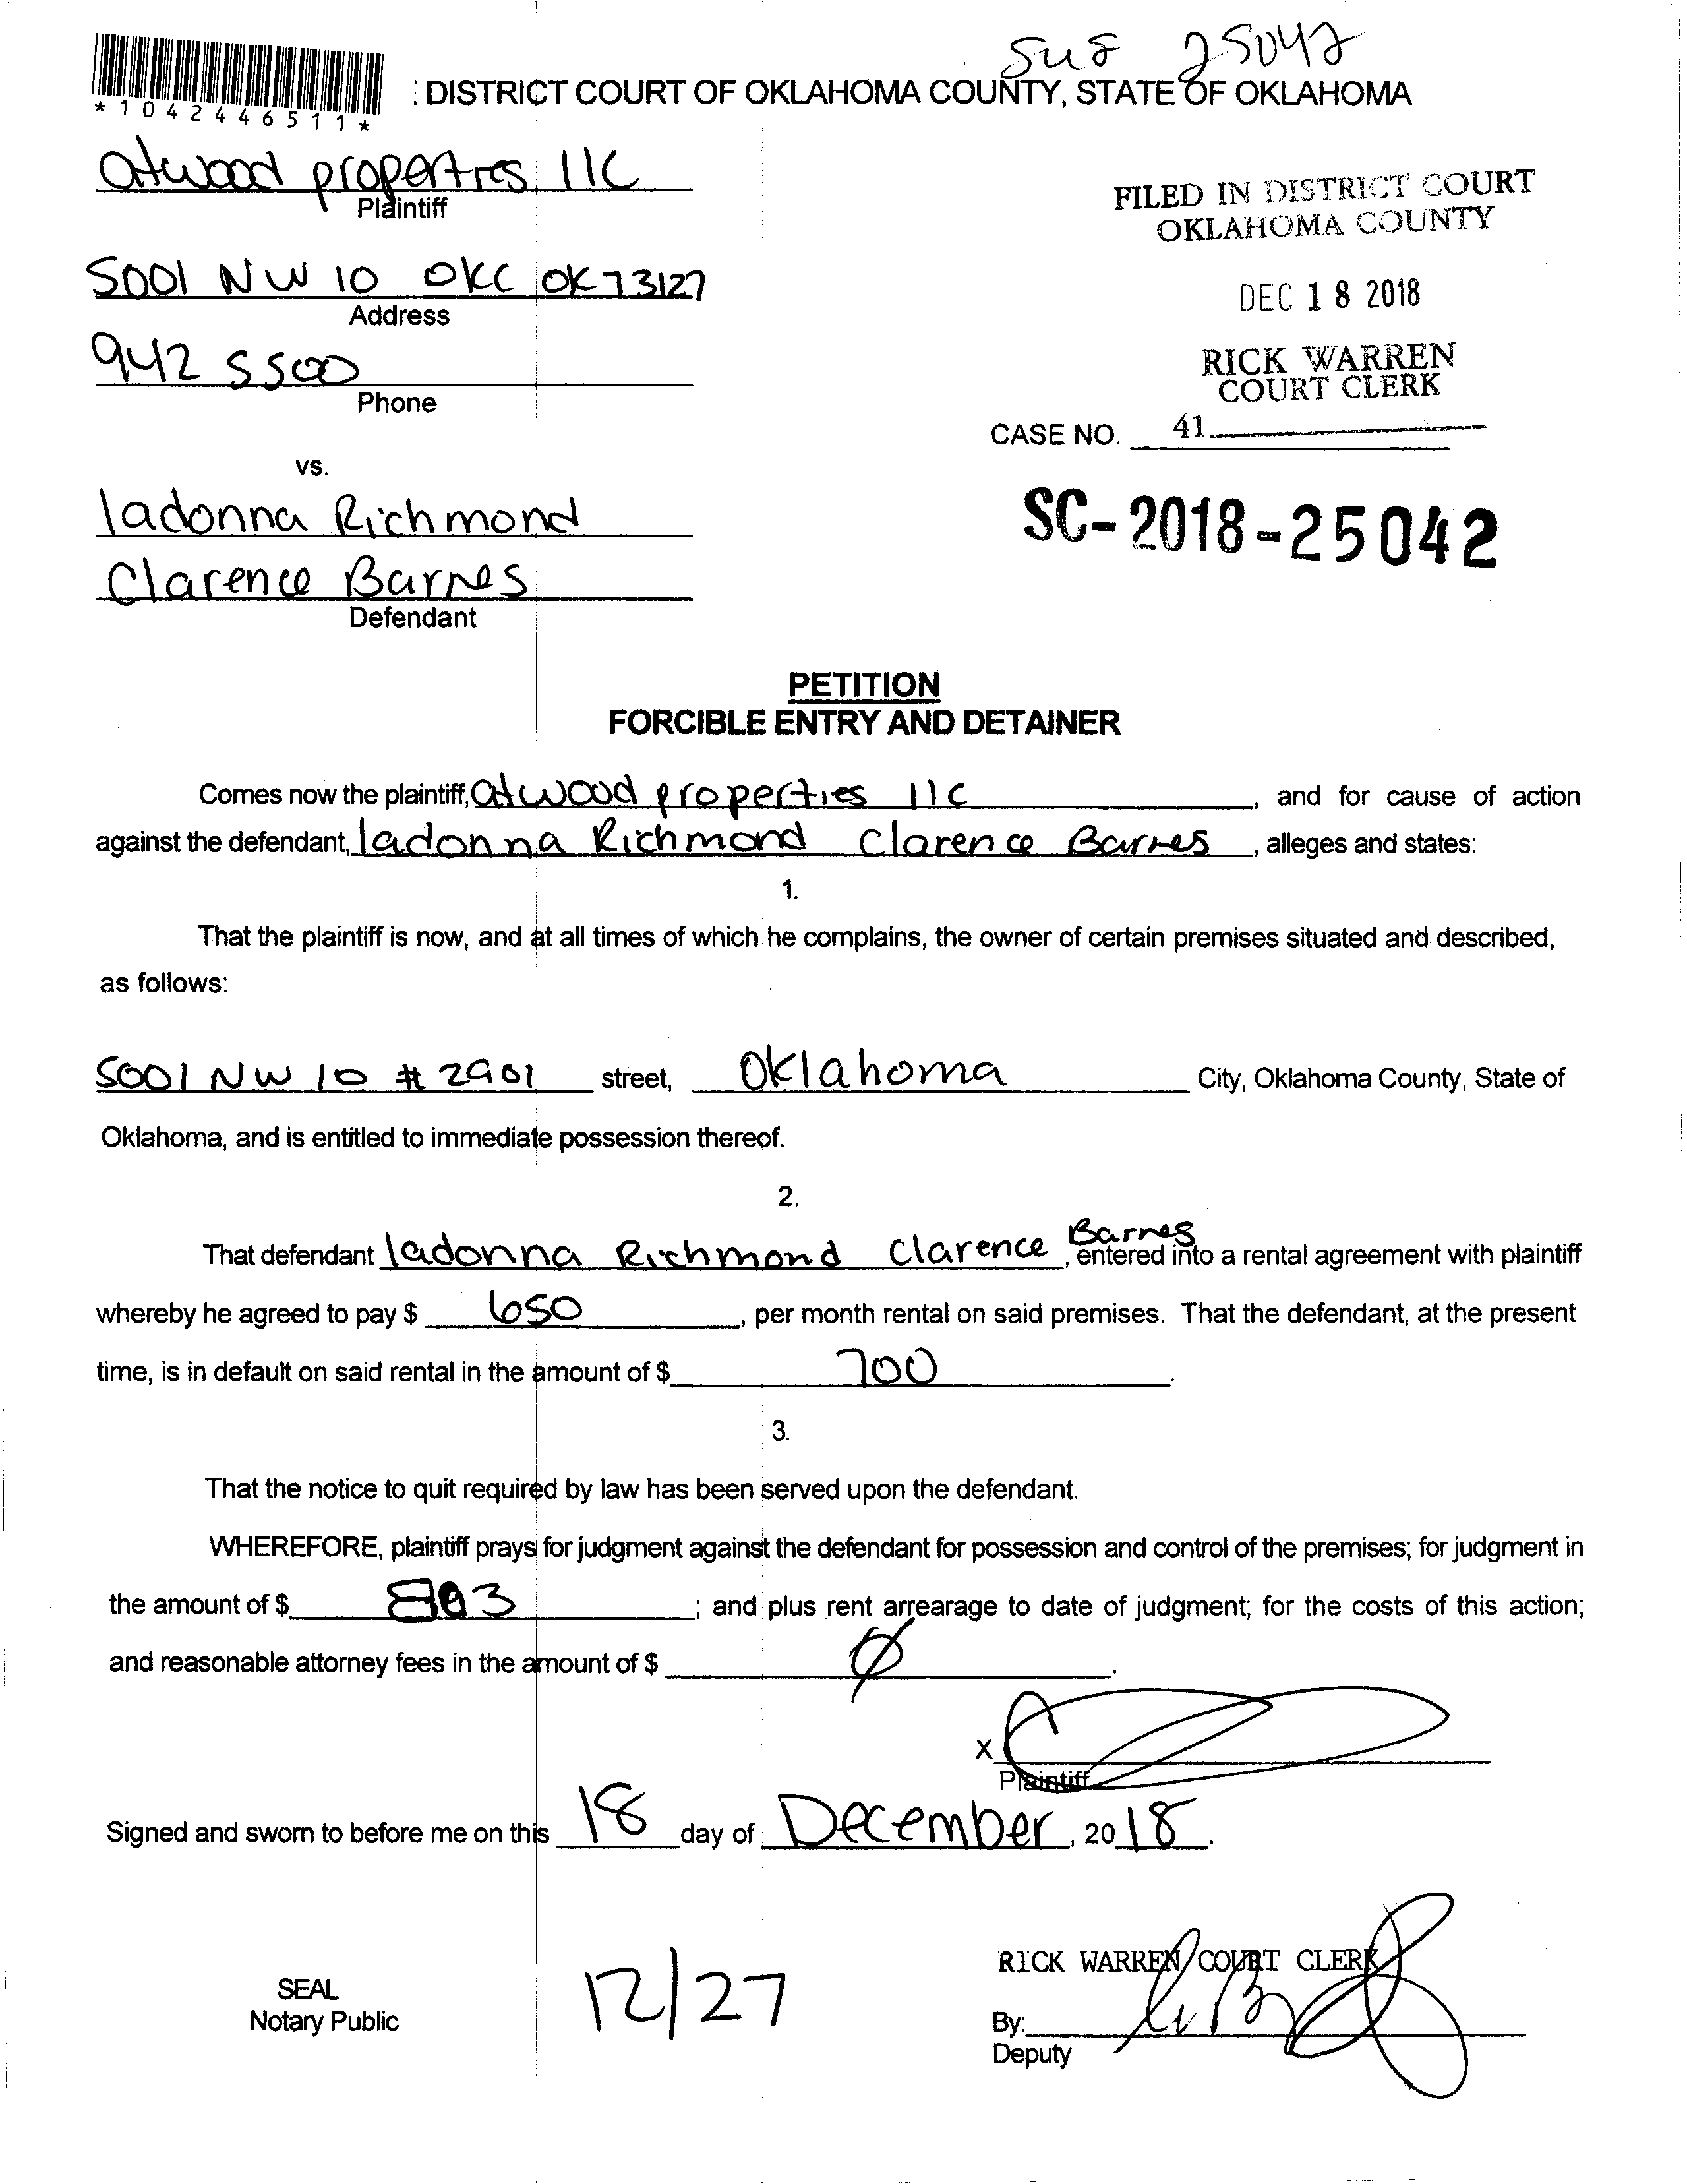 25042
: DISTRICT COURT OF OKLAHOMA COUNTY, STATE OF OKLAHOMA
*1042446511*
atwood properties llc
Plaintiff
FILED IN DISTRICT COURT
OKLAHOMA COUNTY
5001 NW 10 OKC OK 73127
Address
DEC 18 2018
942 5500
Phone
RICK WARREN
COURT CLERK
CASE NO. 41
vs.
ladonna Richmond
SC-2018-25042
Clarence Barnes
Defendant
PETITION
FORCIBLE ENTRY AND DETAINER
Comes now the plaintiff, atwood properties llc, and for cause of action
against the defendant, ladonna Richmond Clarence Barnes, alleges and states:
1.
That the plaintiff is now, and at all times of which he complains, the owner of certain premises situated and described,
as follows:
5001 NW 10 # 2901 street, Oklahoma City, Oklahoma County, State of
Oklahoma, and is entitled to immediate possession thereof.
2.
That defendant ladonna Richmond Clarence Barnes, entered into a rental agreement with plaintiff
whereby he agreed to pay $ 650, per month rental on said premises. That the defendant, at the present
time, is in default on said rental in the amount of $ 700.
3.
That the notice to quit required by law has been served upon the defendant.
WHEREFORE, plaintiff prays for judgment against the defendant for possession and control of the premises; for judgment in
the amount of $ 803; and plus rent arrearage to date of judgment; for the costs of this action;
and reasonable attorney fees in the amount of $ Ø.
X
Plaintiff
Signed and sworn to before me on this 18 day of December, 2018.
RICK WARREN COURT CLERK
SEAL
Notary Public
12/27
By:
Deputy